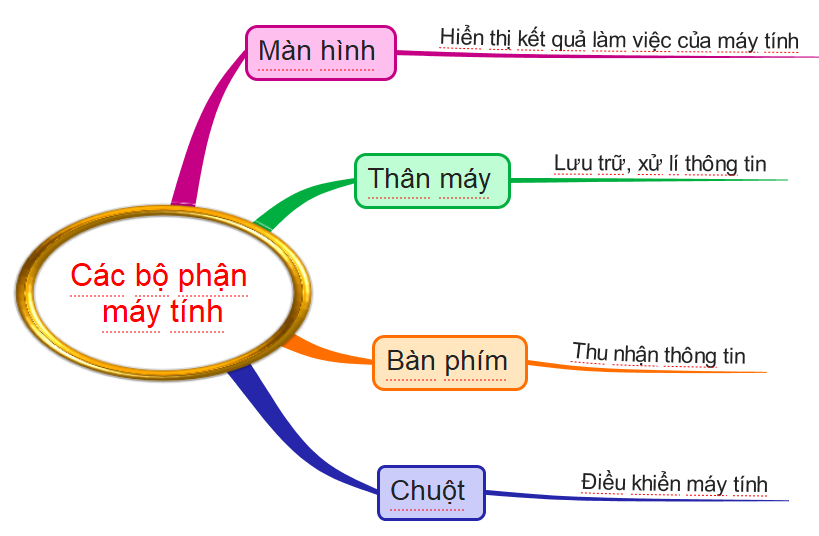 Màn hình
Hiển thị kết quả làm việc của máy tính
Thân máy
Lưu trữ, xử lí thông tin
Các bộ phận
máy tính
Bàn phím
Thu nhận thông tin
Chuột
Điều khiển máy tính